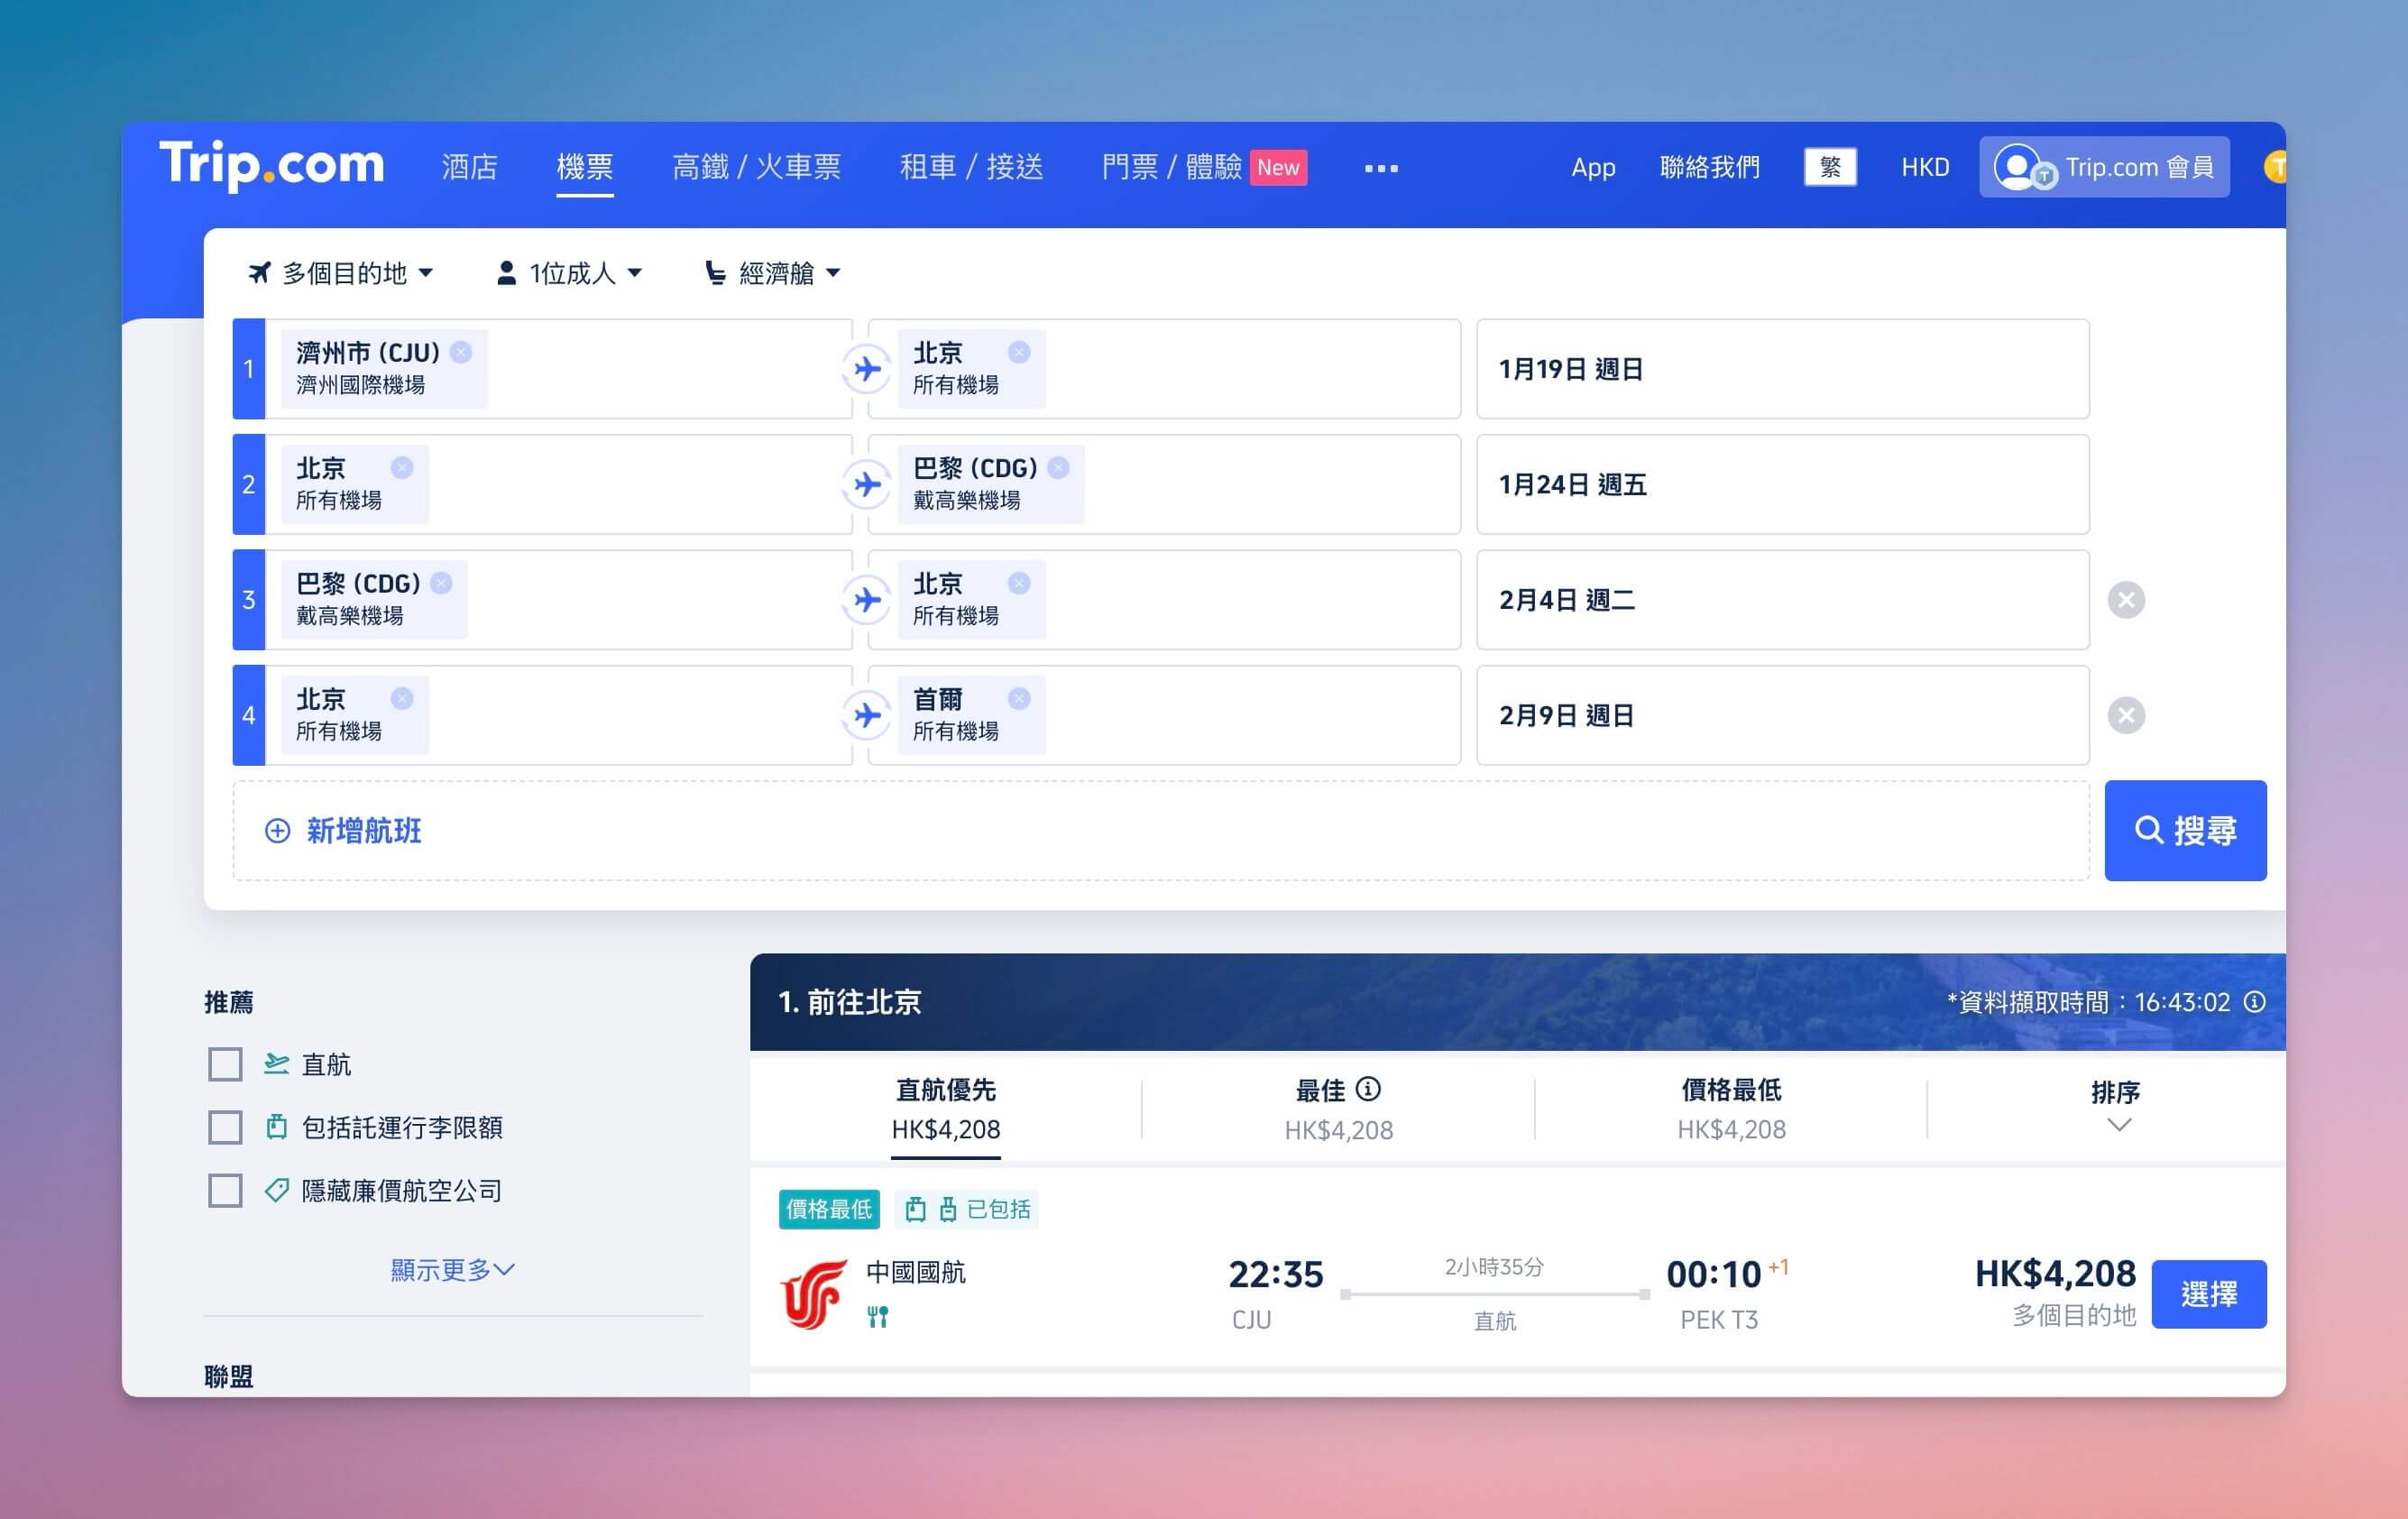 Trip.com 酒店 機票 高鐵 / 火車票 租車 / 接送 門票 / 體驗 New App 聯絡我們 繁 HKD Trip.com 會員
多個目的地 1位成人 經濟艙
1 濟州市 (CJU) 北京 1月19日 週日
濟州國際機場 所有機場
2 北京 巴黎 (CDG) 1月24日 週五
所有機場 戴高樂機場
3 巴黎 (CDG) 北京 2月4日 週二
戴高樂機場 所有機場
4 北京 首爾 2月9日 週日
所有機場 所有機場
新增航班 搜尋
推薦
直航
包括託運行李限額
隱藏廉價航空公司
顯示更多
聯盟
1. 前往北京 *資料擷取時間：16:43:02
直航優先 最佳 價格最低 排序
HK$4,208 HK$4,208 HK$4,208
價格最低 已包括
中國國航 22:35 2小時35分 00:10 +1 HK$4,208 選擇
CJU 直航 PEK T3 多個目的地